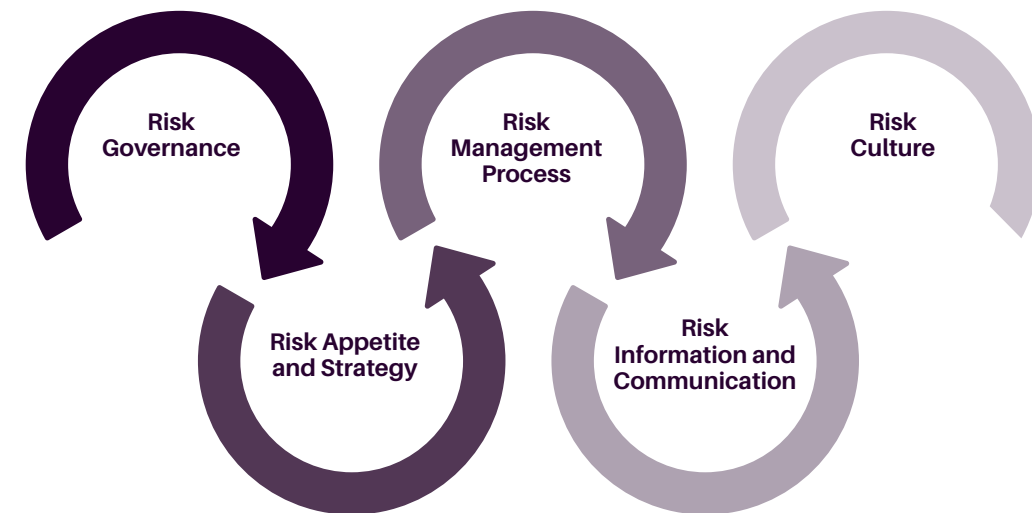 Risk
Governance
Risk Appetite
and Strategy
Risk
Management
Process
Risk
Information and
Communication
Risk
Culture